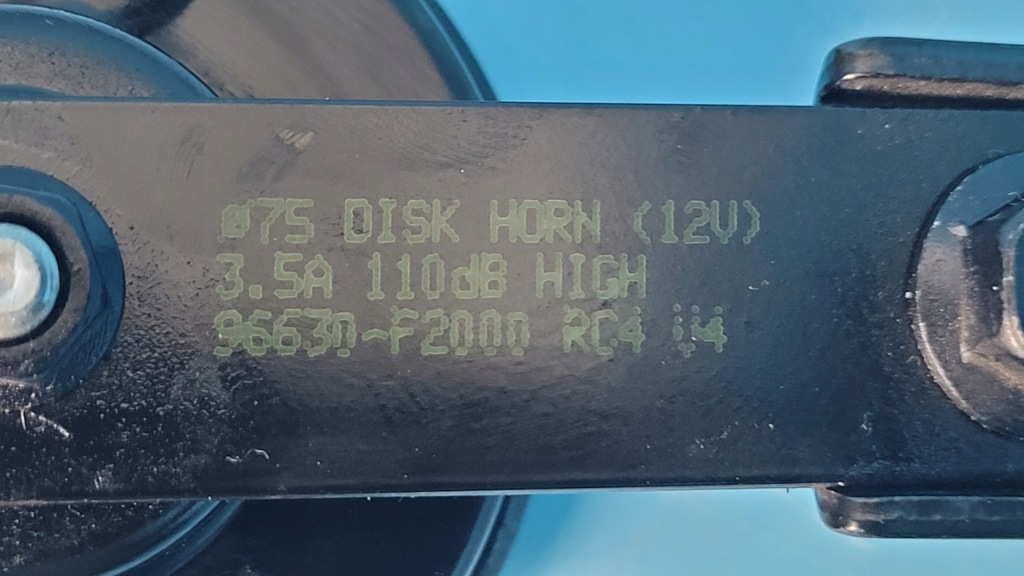 Ø75 DISK HORN (12V)
3.5A 110dB HIGH
96630-F2000 RC4